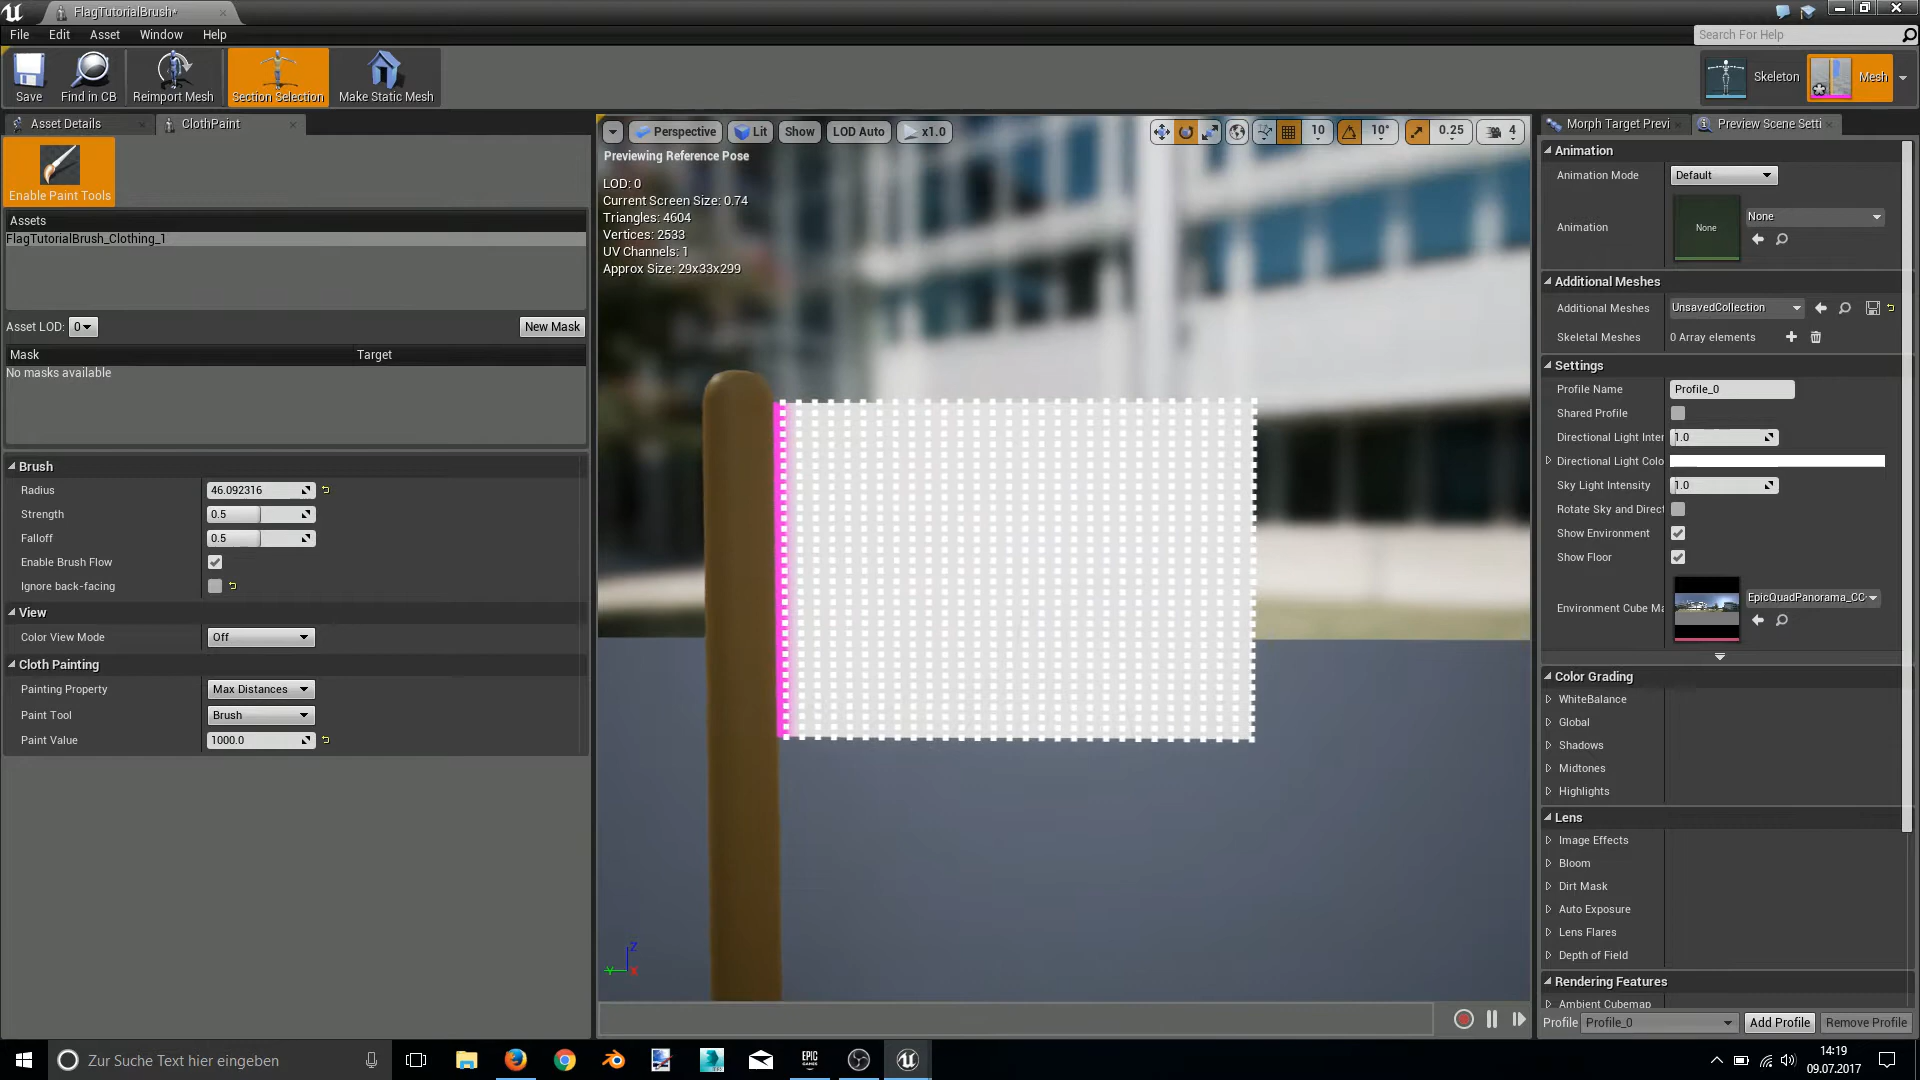 FlagTutorialBrush*
File Edit Asset Window Help
Search For Help
Save
Find in CB
Reimport Mesh
Section Selection
Make Static Mesh
Skeleton
Mesh
Asset Details
ClothPaint
Enable Paint Tools
Assets
FlagTutorialBrush_Clothing_1
Asset LOD: 0
New Mask
Mask Target
No masks available
Brush
Radius 46.092316
Strength 0.5
Falloff 0.5
Enable Brush Flow
Ignore back-facing
View
Color View Mode Off
Cloth Painting
Painting Property Max Distances
Paint Tool Brush
Paint Value 1000.0
Perspective Lit Show LOD Auto x1.0
10 10° 0.25 4
Previewing Reference Pose
LOD: 0
Current Screen Size: 0.74
Triangles: 4604
Vertices: 2533
UV Channels: 1
Approx Size: 29x33x299
Z
Y X
Morph Target Previ
Preview Scene Setti
Animation
Animation Mode Default
Animation None None
Additional Meshes
Additional Meshes UnsavedCollection
Skeletal Meshes 0 Array elements
Settings
Profile Name Profile_0
Shared Profile
Directional Light Inter 1.0
Directional Light Colo
Sky Light Intensity 1.0
Rotate Sky and Direct
Show Environment
Show Floor
Environment Cube Ma EpicQuadPanorama_CC
Color Grading
WhiteBalance
Global
Shadows
Midtones
Highlights
Lens
Image Effects
Bloom
Dirt Mask
Auto Exposure
Lens Flares
Depth of Field
Rendering Features
Ambient Cubemap
Profile Profile_0 Add Profile Remove Profile
Zur Suche Text hier eingeben
EPIC
GAMES
14:19
09.07.2017